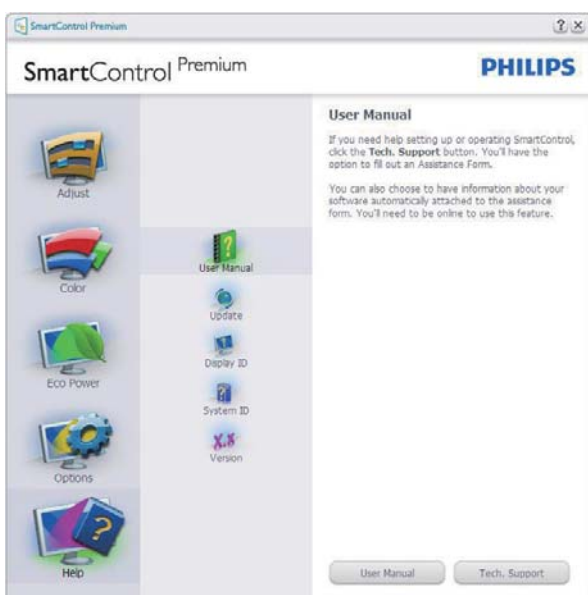 SmartControl Premium
SmartControl Premium
PHILIPS
Adjust
Color
Eco Power
Options
Help
User Manual
Update
Display ID
System ID
X.X
Version
User Manual
If you need help setting up or operating SmartControl,
click the Tech. Support button. You'll have the
option to fill out an Assistance Form.
You can also choose to have information about your
software automatically attached to the assistance
form. You'll need to be online to use this feature.
User Manual
Tech. Support